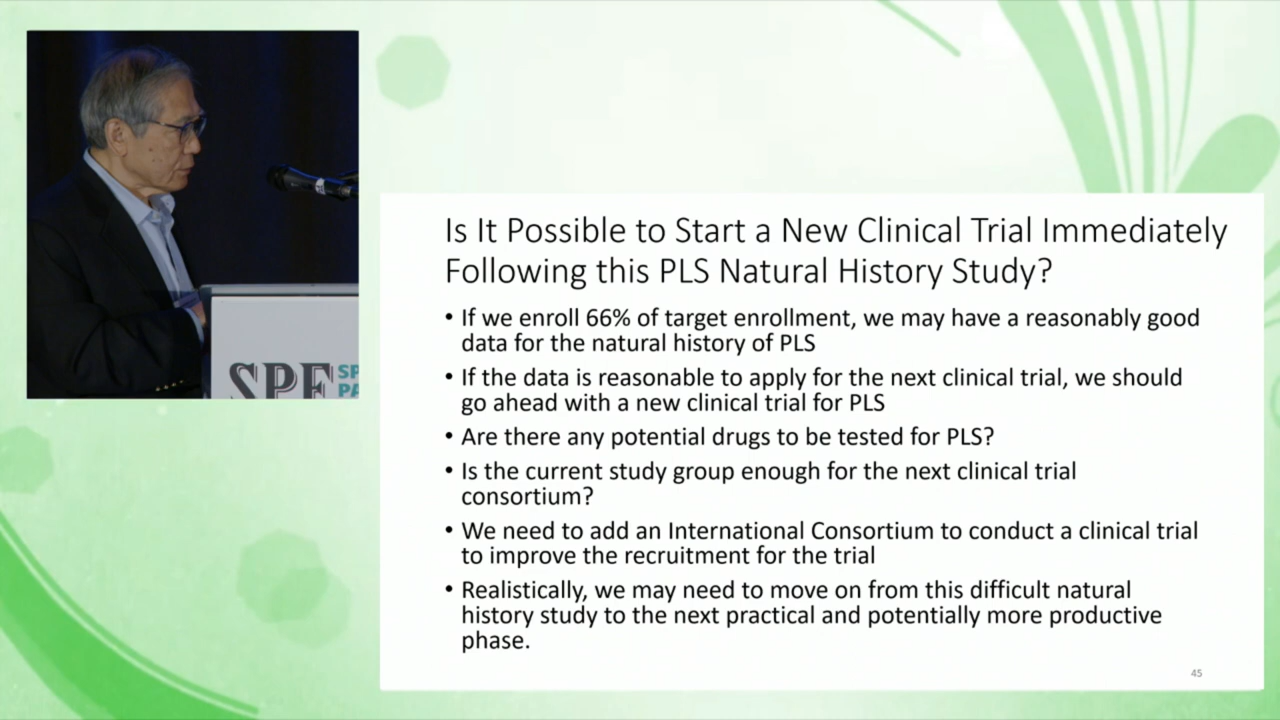 SPF SP
PA
Is It Possible to Start a New Clinical Trial Immediately
Following this PLS Natural History Study?
• If we enroll 66% of target enrollment, we may have a reasonably good
data for the natural history of PLS
• If the data is reasonable to apply for the next clinical trial, we should
go ahead with a new clinical trial for PLS
• Are there any potential drugs to be tested for PLS?
• Is the current study group enough for the next clinical trial
consortium?
• We need to add an International Consortium to conduct a clinical trial
to improve the recruitment for the trial
• Realistically, we may need to move on from this difficult natural
history study to the next practical and potentially more productive
phase.
45